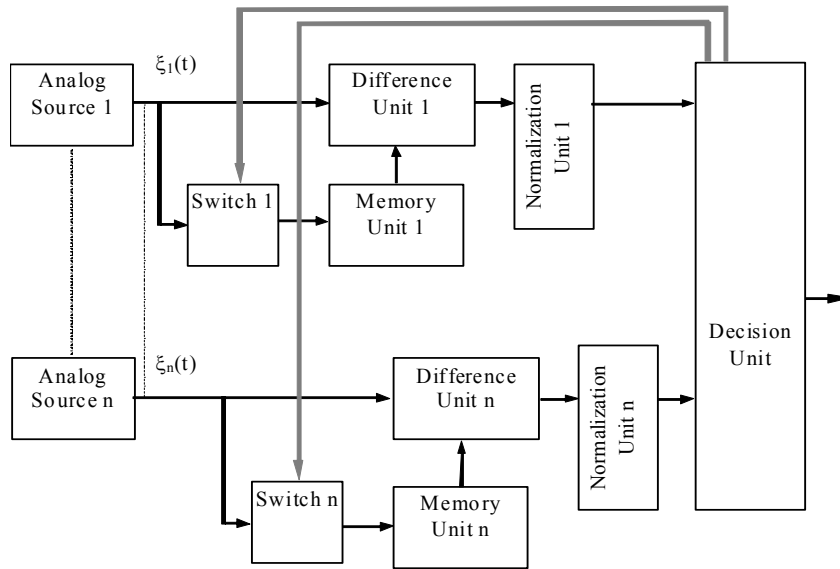 Analog
Source 1
ξ1(t)
Difference
Unit 1
Normalization
Unit 1
Switch 1
Memory
Unit 1
Decision
Unit
Analog
Source n
ξn(t)
Difference
Unit n
Normalization
Unit n
Switch n
Memory
Unit n